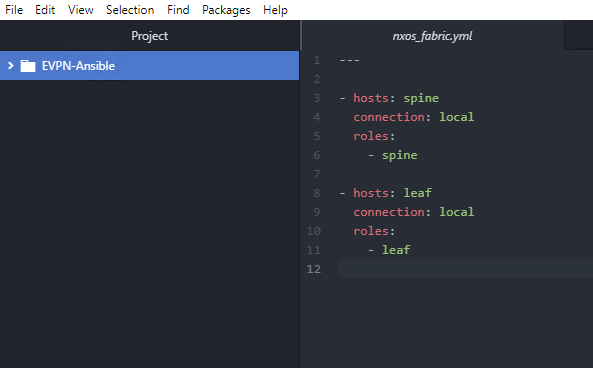 File Edit View Selection Find Packages Help
Project
EVPN-Ansible
nxos_fabric.yml
1 ---
2
3 - hosts: spine
4   connection: local
5   roles:
6     - spine
7
8 - hosts: leaf
9   connection: local
10   roles:
11     - leaf
12